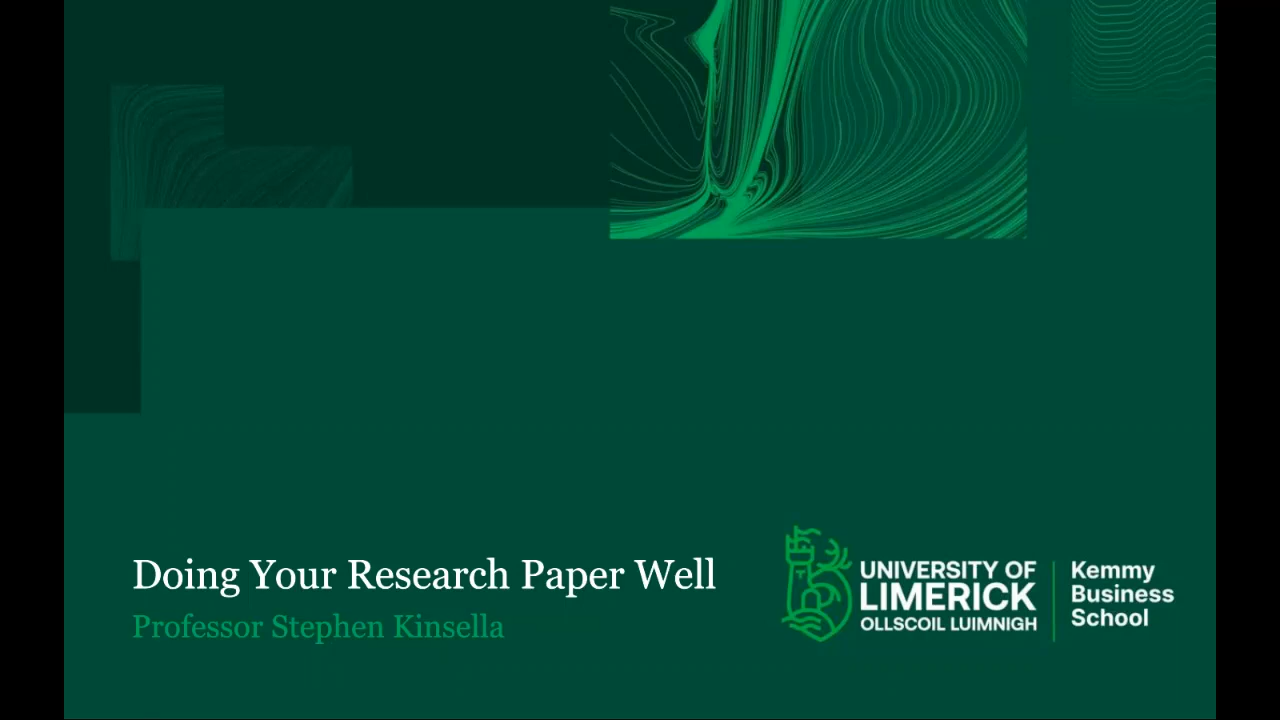 Doing Your Research Paper Well
Professor Stephen Kinsella
UNIVERSITY OF
LIMERICK
OLLSCOIL LUIMNIGH
Kemmy
Business
School